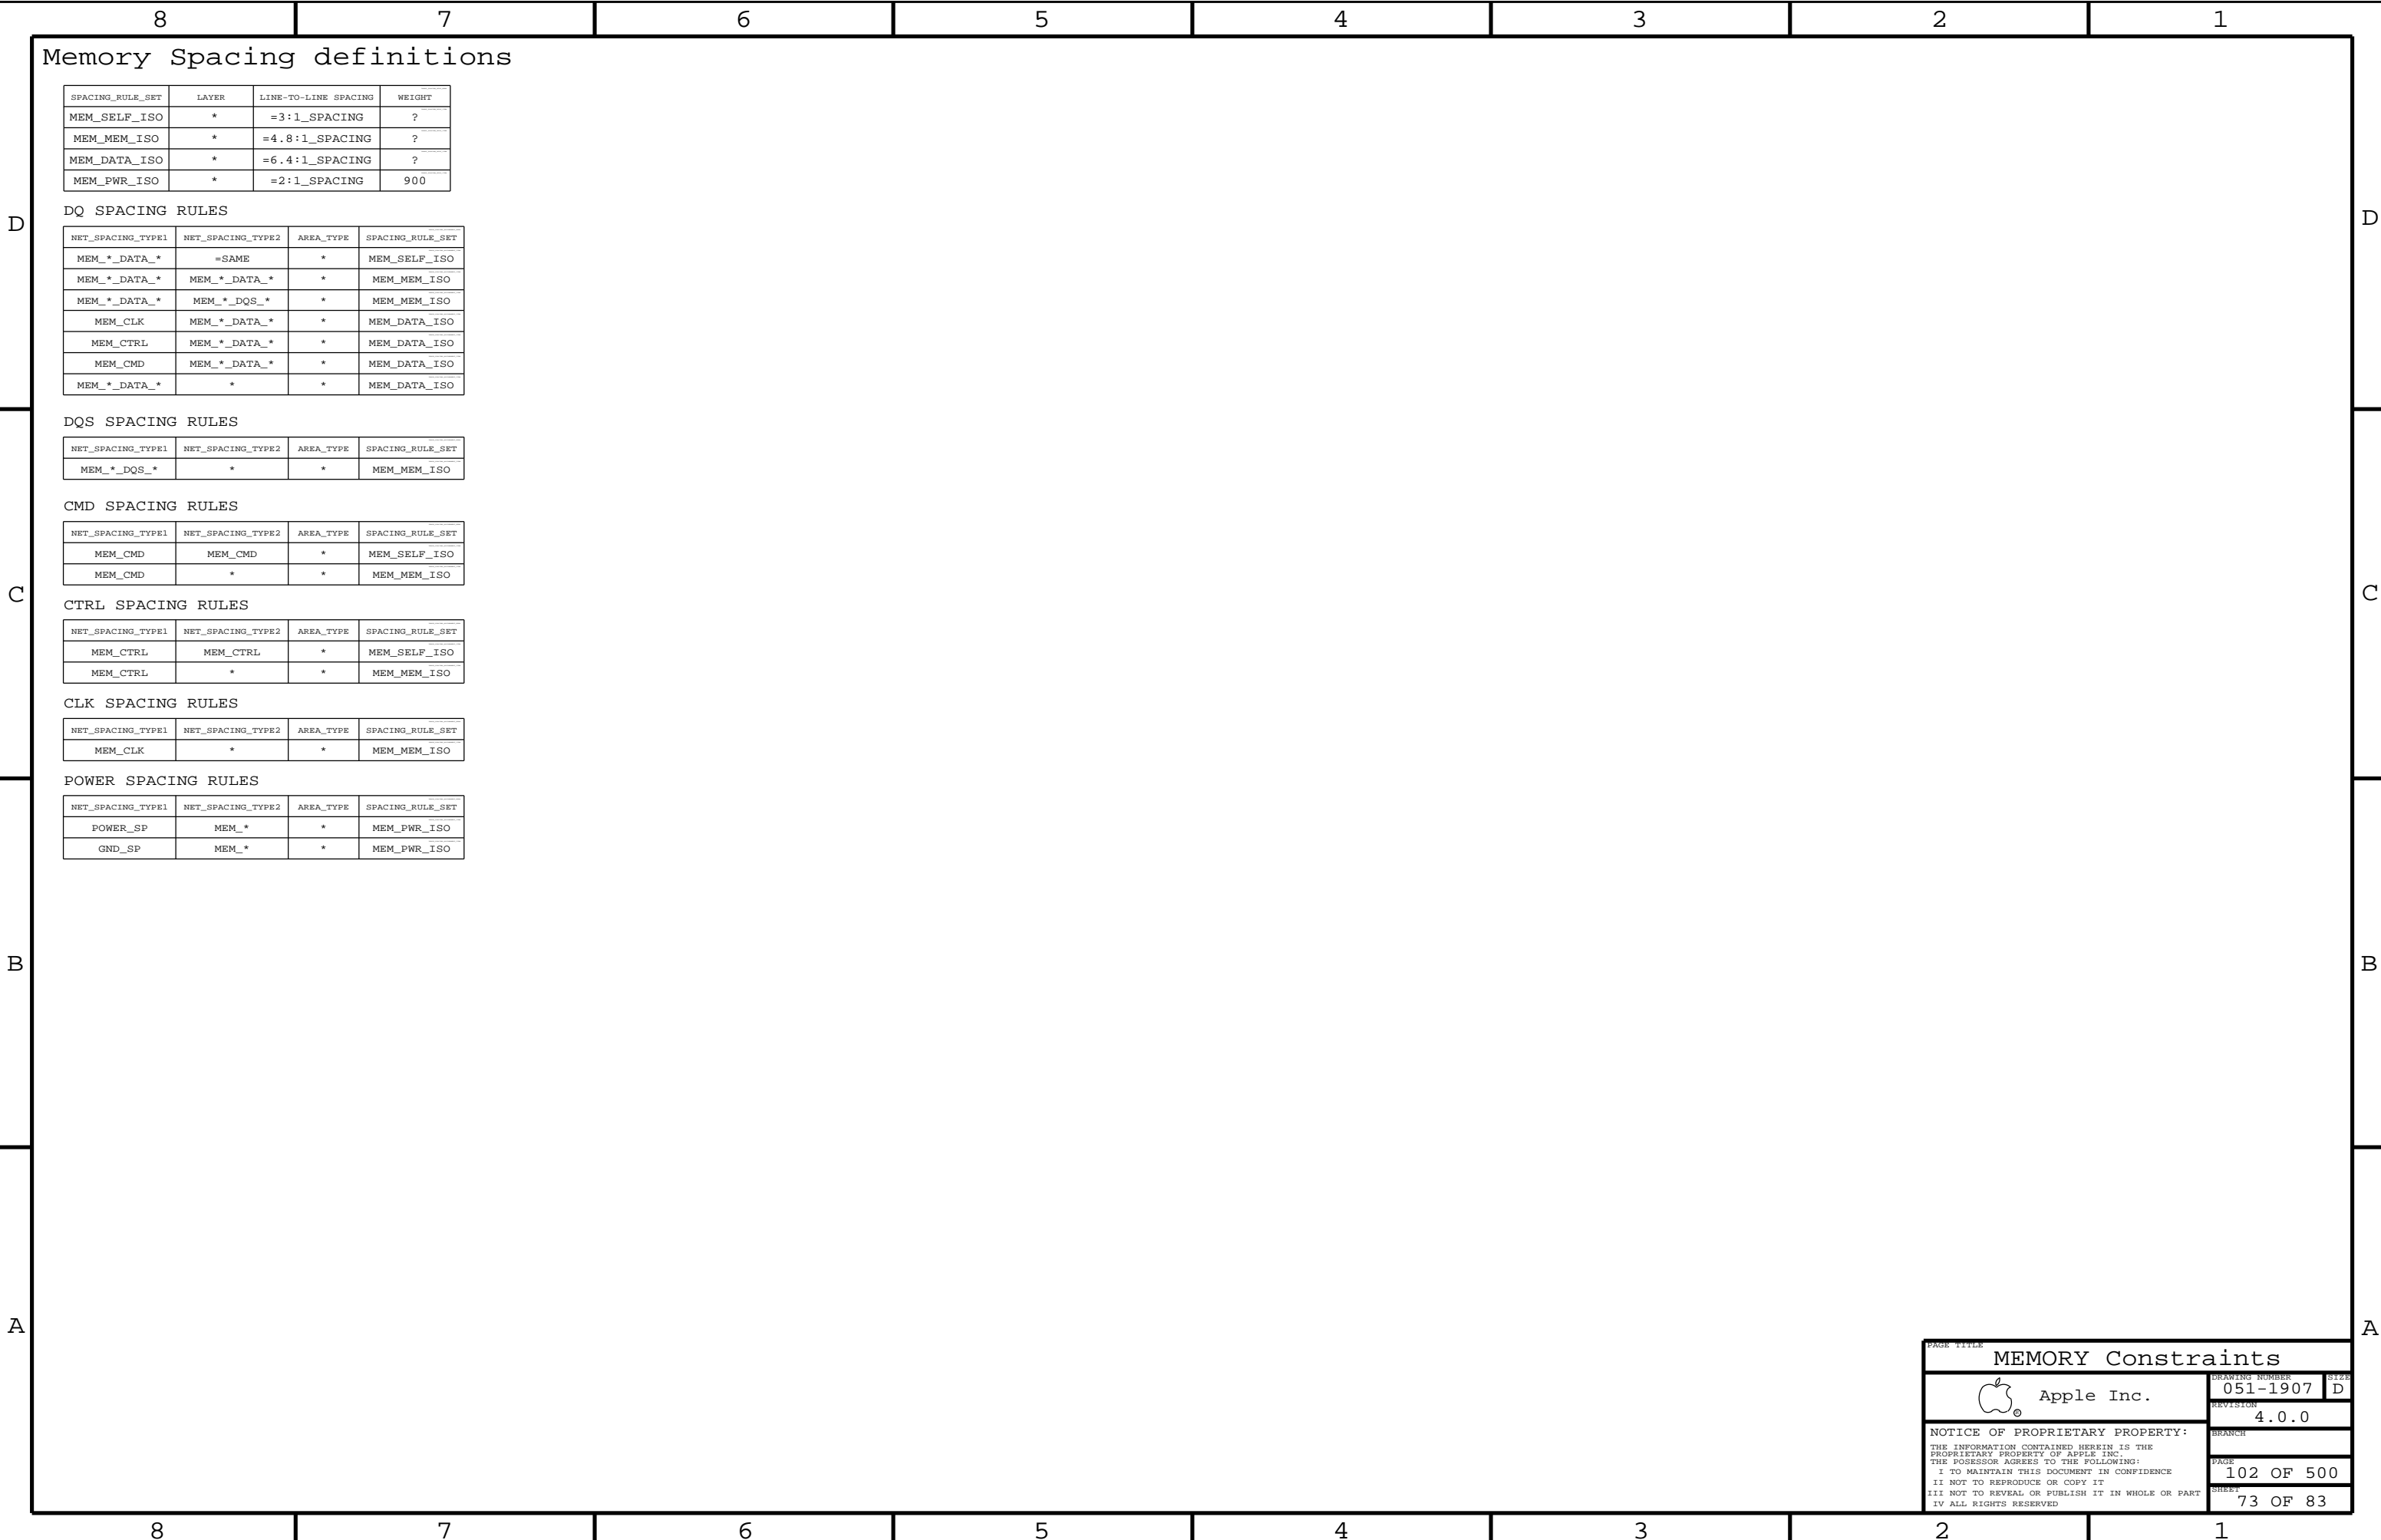 8 7 6 5 4 3 2 1
Memory Spacing definitions
SPACING_RULE_SET LAYER LINE-TO-LINE SPACING WEIGHT
MEM_SELF_ISO * =3:1_SPACING ?
MEM_MEM_ISO * =4.8:1_SPACING ?
MEM_DATA_ISO * =6.4:1_SPACING ?
MEM_PWR_ISO * =2:1_SPACING 900
DQ SPACING RULES
D D
NET_SPACING_TYPE1 NET_SPACING_TYPE2 AREA_TYPE SPACING_RULE_SET
MEM_*_DATA_* =SAME * MEM_SELF_ISO
MEM_*_DATA_* MEM_*_DATA_* * MEM_MEM_ISO
MEM_*_DATA_* MEM_*_DQS_* * MEM_MEM_ISO
MEM_CLK MEM_*_DATA_* * MEM_DATA_ISO
MEM_CTRL MEM_*_DATA_* * MEM_DATA_ISO
MEM_CMD MEM_*_DATA_* * MEM_DATA_ISO
MEM_*_DATA_* * * MEM_DATA_ISO
DQS SPACING RULES
NET_SPACING_TYPE1 NET_SPACING_TYPE2 AREA_TYPE SPACING_RULE_SET
MEM_*_DQS_* * * MEM_MEM_ISO
CMD SPACING RULES
NET_SPACING_TYPE1 NET_SPACING_TYPE2 AREA_TYPE SPACING_RULE_SET
MEM_CMD MEM_CMD * MEM_SELF_ISO
MEM_CMD * * MEM_MEM_ISO
C C
CTRL SPACING RULES
NET_SPACING_TYPE1 NET_SPACING_TYPE2 AREA_TYPE SPACING_RULE_SET
MEM_CTRL MEM_CTRL * MEM_SELF_ISO
MEM_CTRL * * MEM_MEM_ISO
CLK SPACING RULES
NET_SPACING_TYPE1 NET_SPACING_TYPE2 AREA_TYPE SPACING_RULE_SET
MEM_CLK * * MEM_MEM_ISO
POWER SPACING RULES
NET_SPACING_TYPE1 NET_SPACING_TYPE2 AREA_TYPE SPACING_RULE_SET
POWER_SP MEM_* * MEM_PWR_ISO
GND_SP MEM_* * MEM_PWR_ISO
B B
A A
PAGE TITLE
MEMORY Constraints
Apple Inc.
®
DRAWING NUMBER
051-1907
SIZE
D
REVISION
4.0.0
NOTICE OF PROPRIETARY PROPERTY:
THE INFORMATION CONTAINED HEREIN IS THE
PROPRIETARY PROPERTY OF APPLE INC.
THE POSESSOR AGREES TO THE FOLLOWING:
I TO MAINTAIN THIS DOCUMENT IN CONFIDENCE
II NOT TO REPRODUCE OR COPY IT
III NOT TO REVEAL OR PUBLISH IT IN WHOLE OR PART
IV ALL RIGHTS RESERVED
BRANCH
PAGE
102 OF 500
SHEET
73 OF 83
8 7 6 5 4 3 2 1